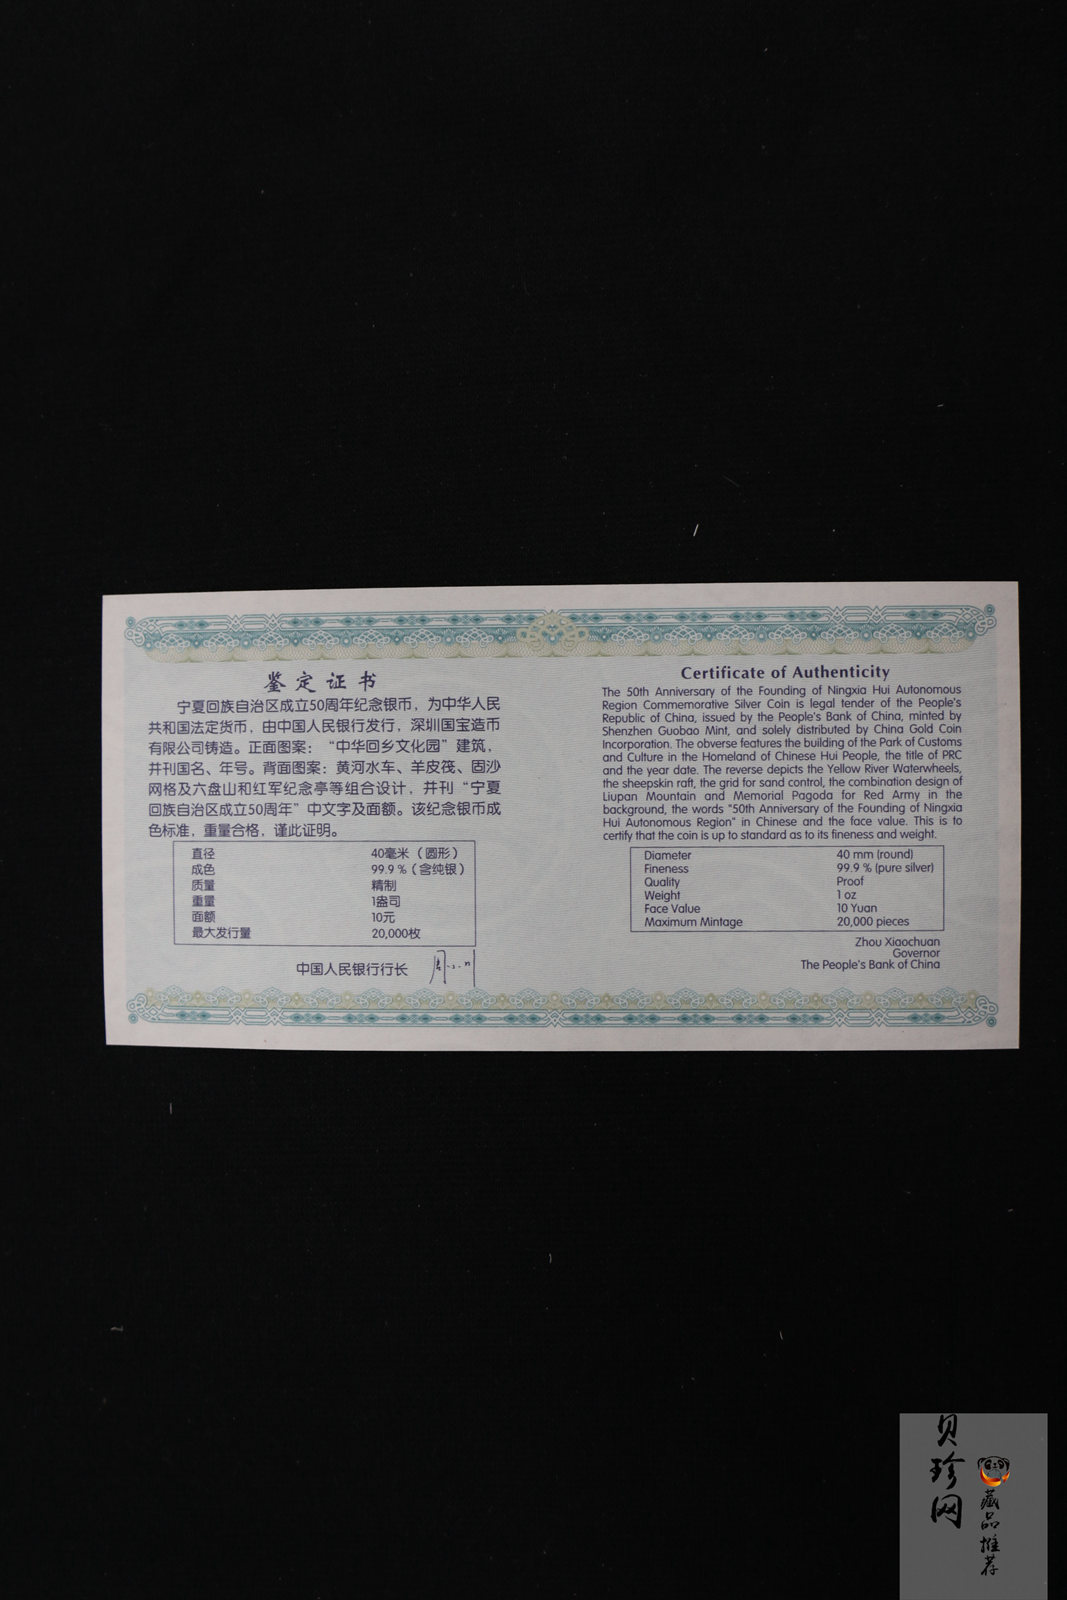 鉴定证书
宁夏回族自治区成立50周年纪念银币，为中华人民
共和国法定货币，由中国人民银行发行，深圳国宝造币
有限公司铸造。正面图案：“中华回乡文化园”建筑，
并刊国名、年号。背面图案：黄河水车、羊皮筏、固沙
网格及六盘山和红军纪念亭等组合设计，并刊“宁夏
回族自治区成立50周年”中文字及面额。该纪念银币成
色标准，重量合格，谨此证明。
直径 40毫米（圆形）
成色 99.9％（含纯银）
质量 精制
重量 1盎司
面额 10元
最大发行量 20,000枚
中国人民银行行长
Certificate of Authenticity
The 50th Anniversary of the Founding of Ningxia Hui Autonomous
Region Commemorative Silver Coin is legal tender of the People's
Republic of China, issued by the People's Bank of China, minted by
Shenzhen Guobao Mint, and solely distributed by China Gold Coin
Incorporation. The obverse features the building of the Park of Customs
and Culture in the Homeland of Chinese Hui People, the title of PRC
and the year date. The reverse depicts the Yellow River Waterwheels,
the sheepskin raft, the grid for sand control, the combination design of
Liupan Mountain and Memorial Pagoda for Red Army in the
background, the words "50th Anniversary of the Founding of Ningxia
Hui Autonomous Region" in Chinese and the face value. This is to
certify that the coin is up to standard as to its fineness and weight.
Diameter 40 mm (round)
Fineness 99.9 % (pure silver)
Quality Proof
Weight 1 oz
Face Value 10 Yuan
Maximum Mintage 20,000 pieces
Zhou Xiaochuan
Governor
The People's Bank of China
贝珍网
藏品推荐